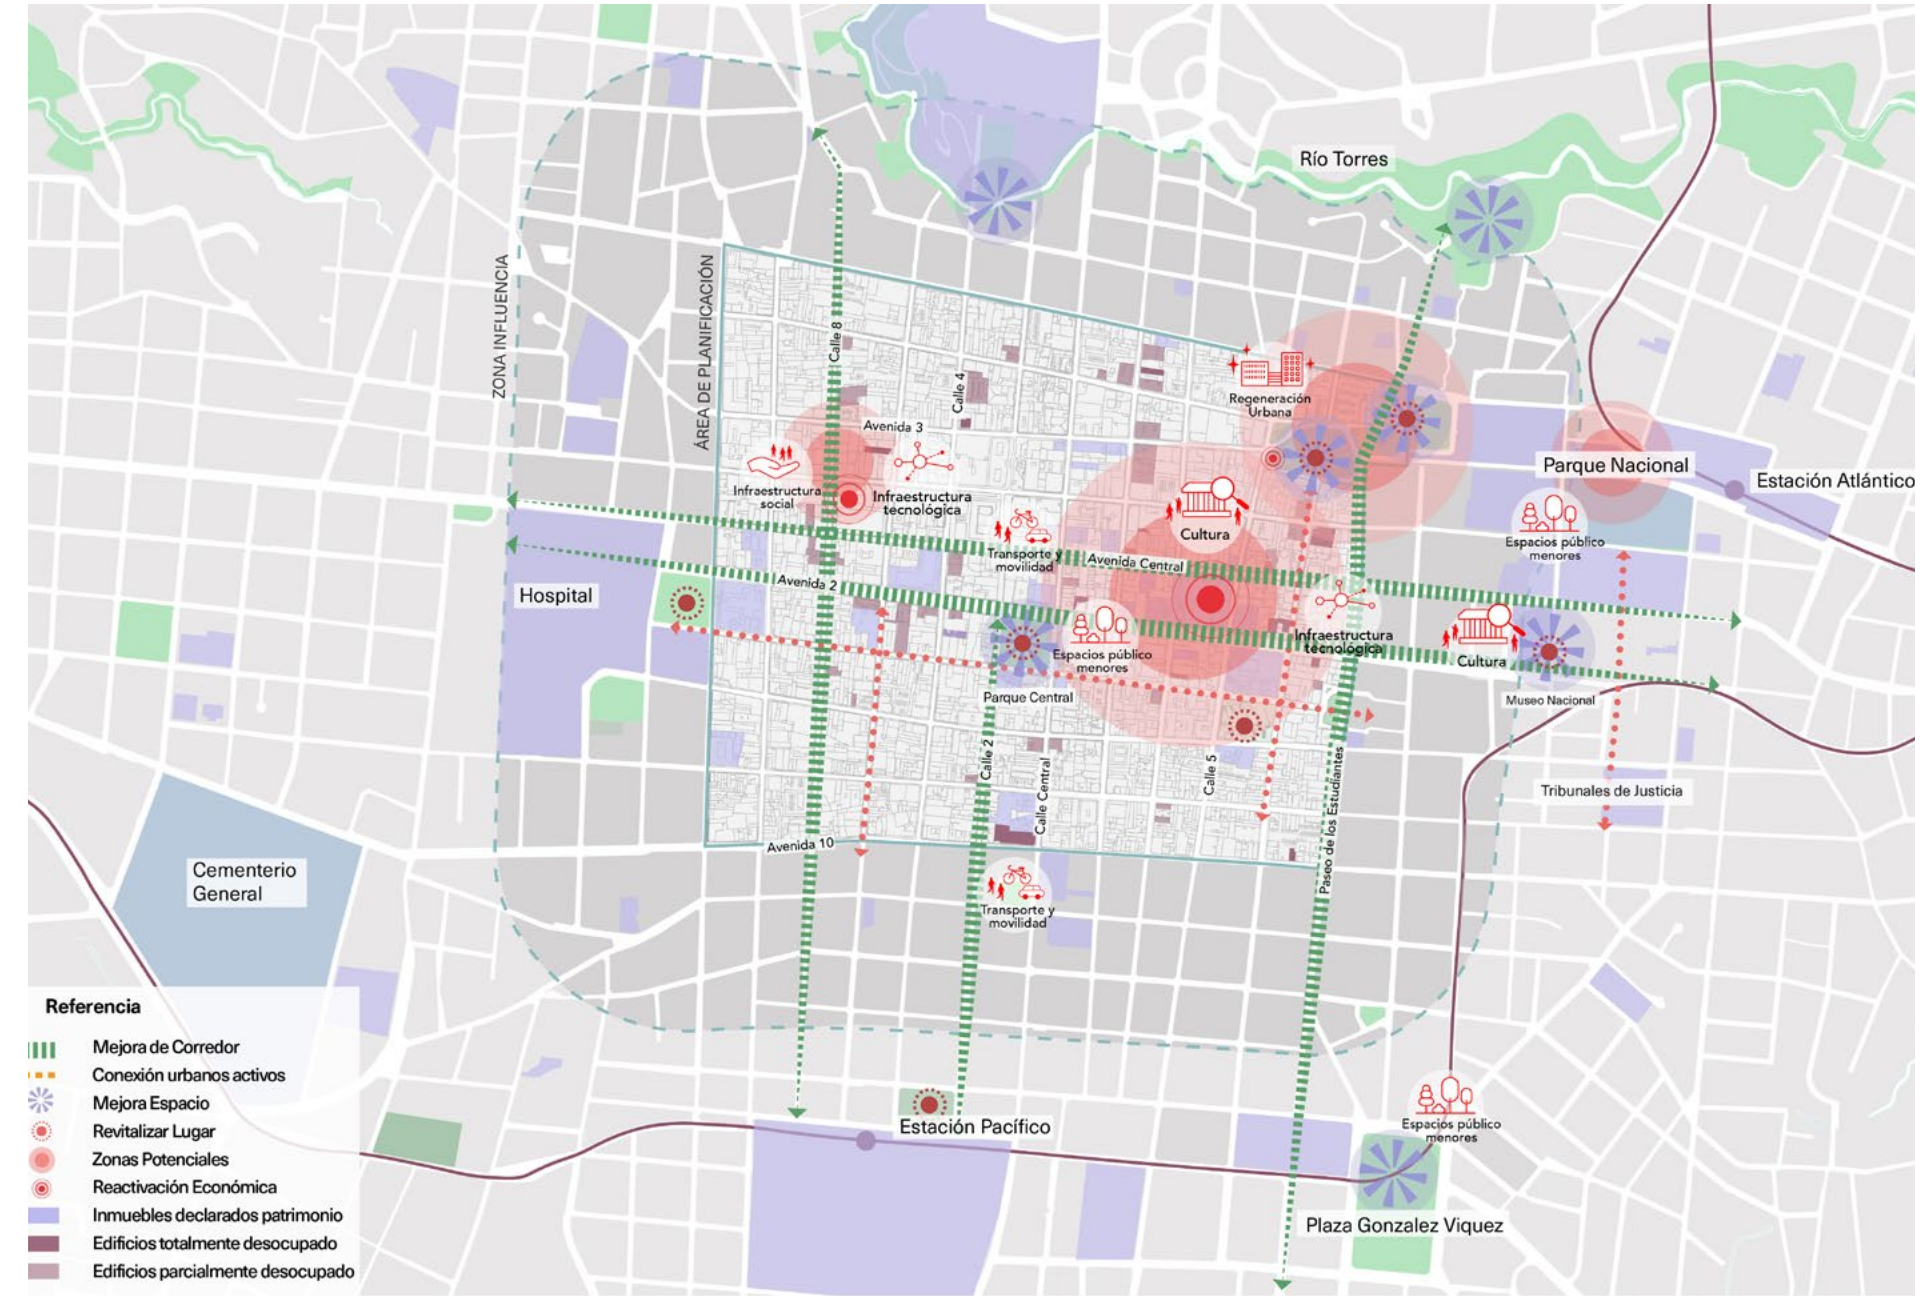 Río Torres
ZONA INFLUENCIA
ÁREA DE PLANIFICACIÓN
Calle 8
Calle 4
Regeneración
Urbana
Avenida 3
Parque Nacional
Estación Atlántico
Infraestructura
social
Infraestructura
tecnológica
Cultura
Espacios público
menores
Transporte y
movilidad
Avenida Central
Avenida 2
Hospital
Infraestructura
tecnológica
Espacios público
menores
Cultura
Parque Central
Museo Nacional
Calle 2
Calle Central
Calle 5
Paseo de los Estudiantes
Tribunales de Justicia
Avenida 10
Cementerio
General
Transporte y
movilidad
Referencia
Mejora de Corredor
Conexión urbanos activos
Mejora Espacio
Revitalizar Lugar
Zonas Potenciales
Reactivación Económica
Inmuebles declarados patrimonio
Edificios totalmente desocupado
Edificios parcialmente desocupado
Estación Pacífico
Espacios público
menores
Plaza Gonzalez Viquez